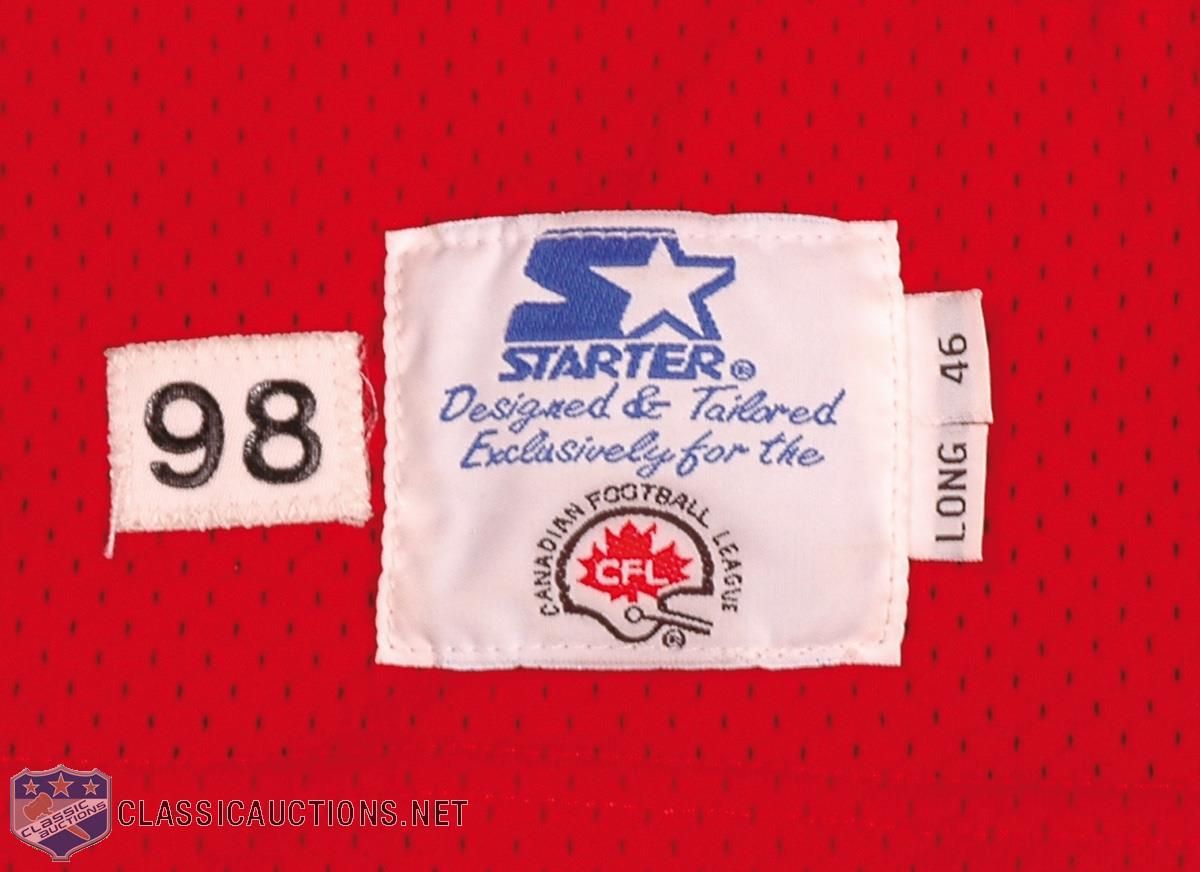 98
STARTER®
Designed & Tailored
Exclusively for the
CANADIAN FOOTBALL LEAGUE
CFL
®
46
LONG
CLASSIC
AUCTIONS
CLASSICAUCTIONS.NET